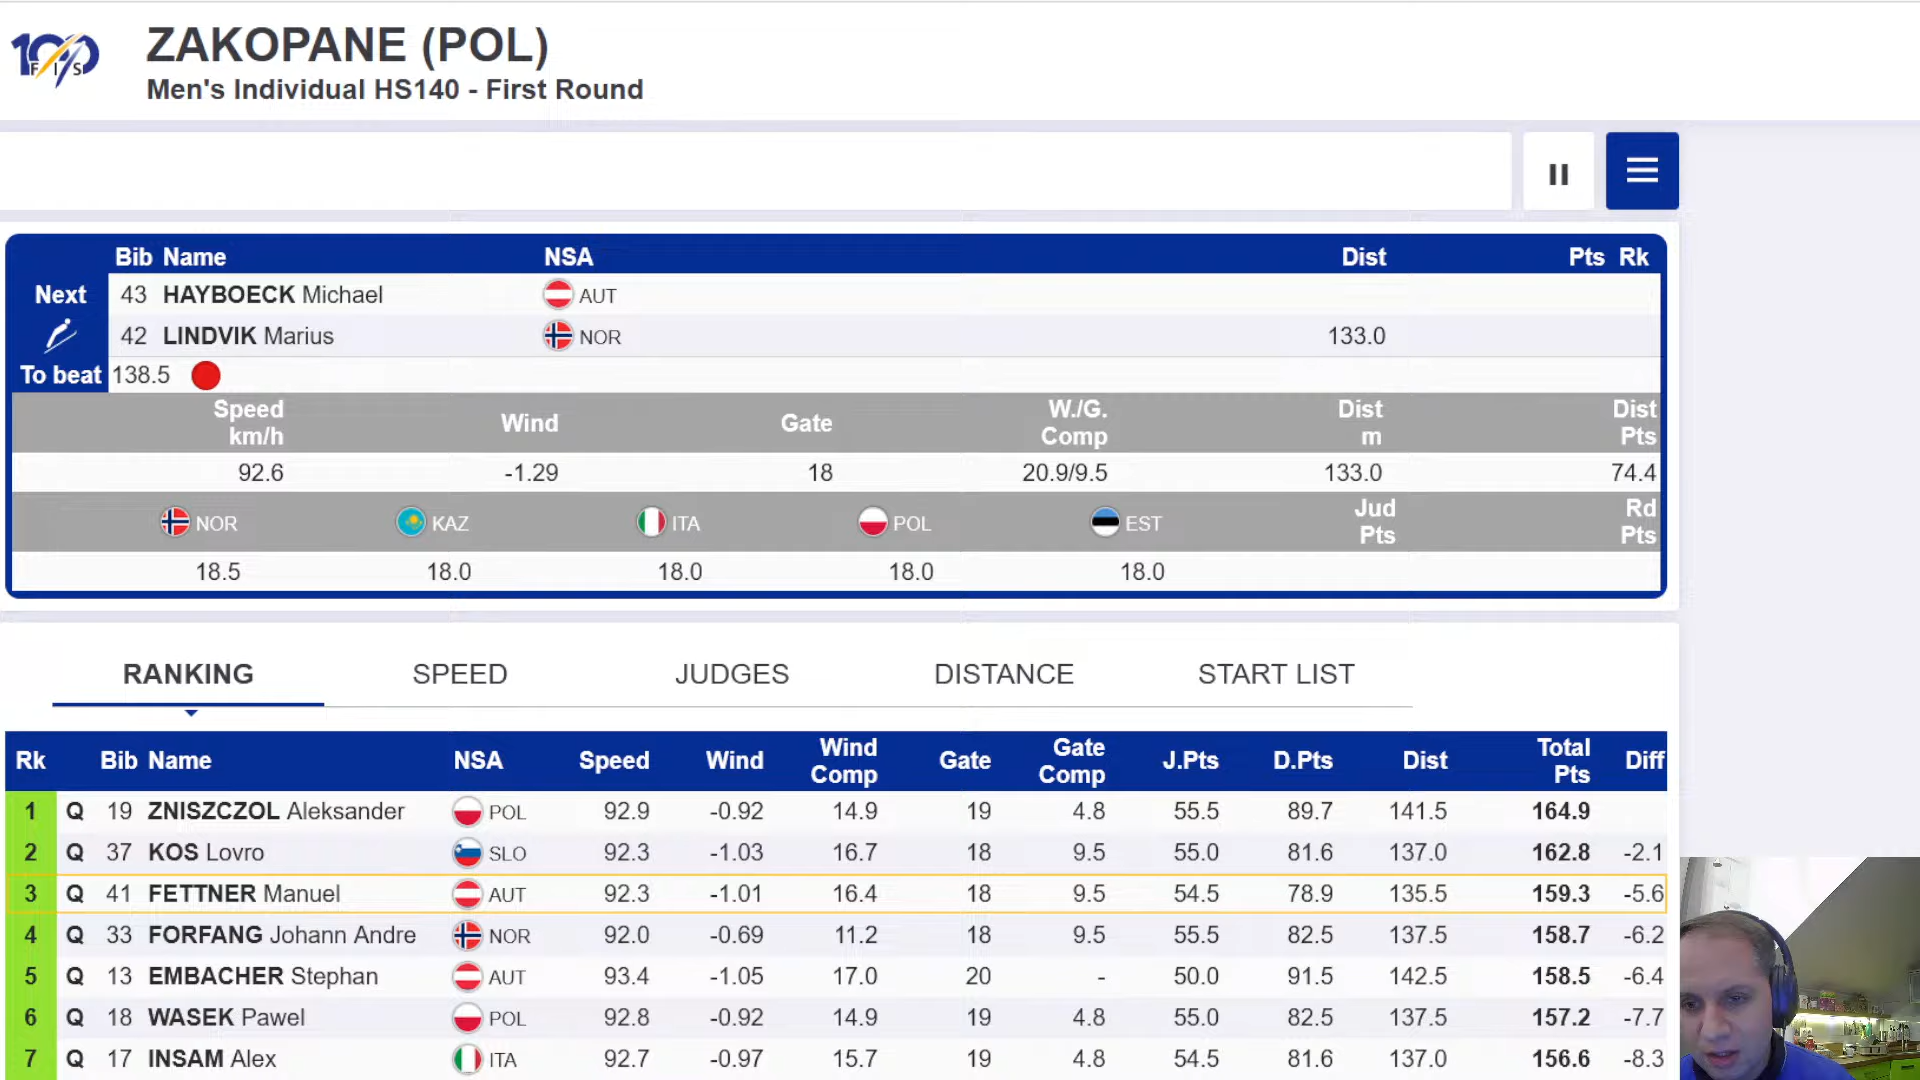 100
FIS
ZAKOPANE (POL)
Men's Individual HS140 - First Round
Bib Name NSA Dist Pts Rk
Next 43 HAYBOECK Michael AUT
42 LINDVIK Marius NOR 133.0
To beat 138.5
Speed km/h Wind Gate W./G. Comp Dist m Dist Pts
92.6 -1.29 18 20.9/9.5 133.0 74.4
NOR KAZ ITA POL EST Jud Pts Rd Pts
18.5 18.0 18.0 18.0 18.0
RANKING SPEED JUDGES DISTANCE START LIST
Rk Bib Name NSA Speed Wind Wind Comp Gate Gate Comp J.Pts D.Pts Dist Total Pts Diff
1 Q 19 ZNISZCZOL Aleksander POL 92.9 -0.92 14.9 19 4.8 55.5 89.7 141.5 164.9
2 Q 37 KOS Lovro SLO 92.3 -1.03 16.7 18 9.5 55.0 81.6 137.0 162.8 -2.1
3 Q 41 FETTNER Manuel AUT 92.3 -1.01 16.4 18 9.5 54.5 78.9 135.5 159.3 -5.6
4 Q 33 FORFANG Johann Andre NOR 92.0 -0.69 11.2 18 9.5 55.5 82.5 137.5 158.7 -6.2
5 Q 13 EMBACHER Stephan AUT 93.4 -1.05 17.0 20 - 50.0 91.5 142.5 158.5 -6.4
6 Q 18 WASEK Pawel POL 92.8 -0.92 14.9 19 4.8 55.0 82.5 137.5 157.2 -7.7
7 Q 17 INSAM Alex ITA 92.7 -0.97 15.7 19 4.8 54.5 81.6 137.0 156.6 -8.3